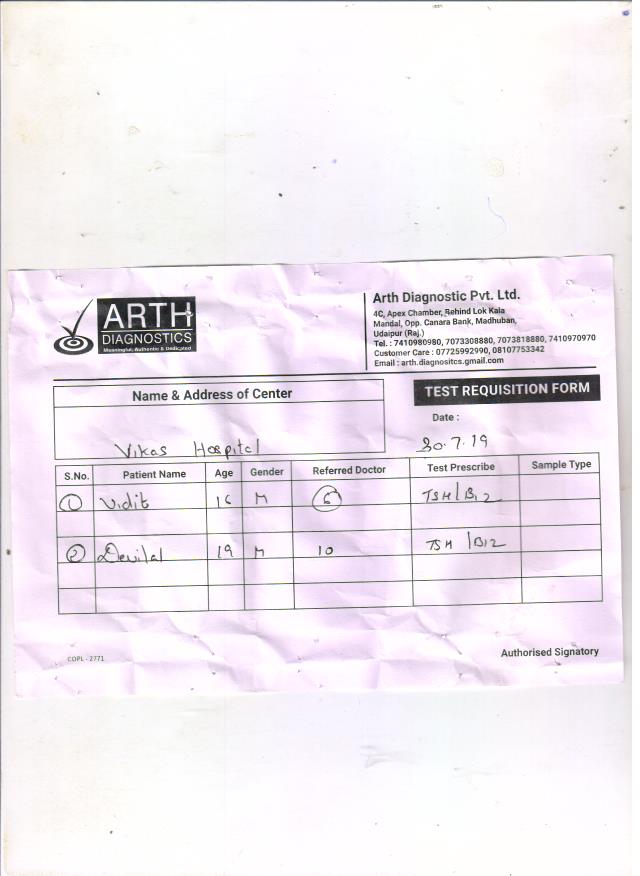 ARTH
DIAGNOSTICS
Meaningful, Authentic & Dedicated
Arth Diagnostic Pvt. Ltd.
4C, Apex Chamber, Behind Lok Kala
Mandal, Opp. Canara Bank, Madhuban,
Udaipur (Raj.)
Tel. : 7410980980, 7073308880, 7073818880, 7410970970
Customer Care : 07725992990, 08107753342
Email : arth.diagnositcs.gmail.com
Name & Address of Center
TEST REQUISITION FORM
Date :
Vikas Hospital
30.7.19
S.No. Patient Name Age Gender Referred Doctor Test Prescribe Sample Type
1 Vidit 16 M 6 TSH/B12
2 Devilal 19 M 10 TSH/B12
COPL - 2771
Authorised Signatory